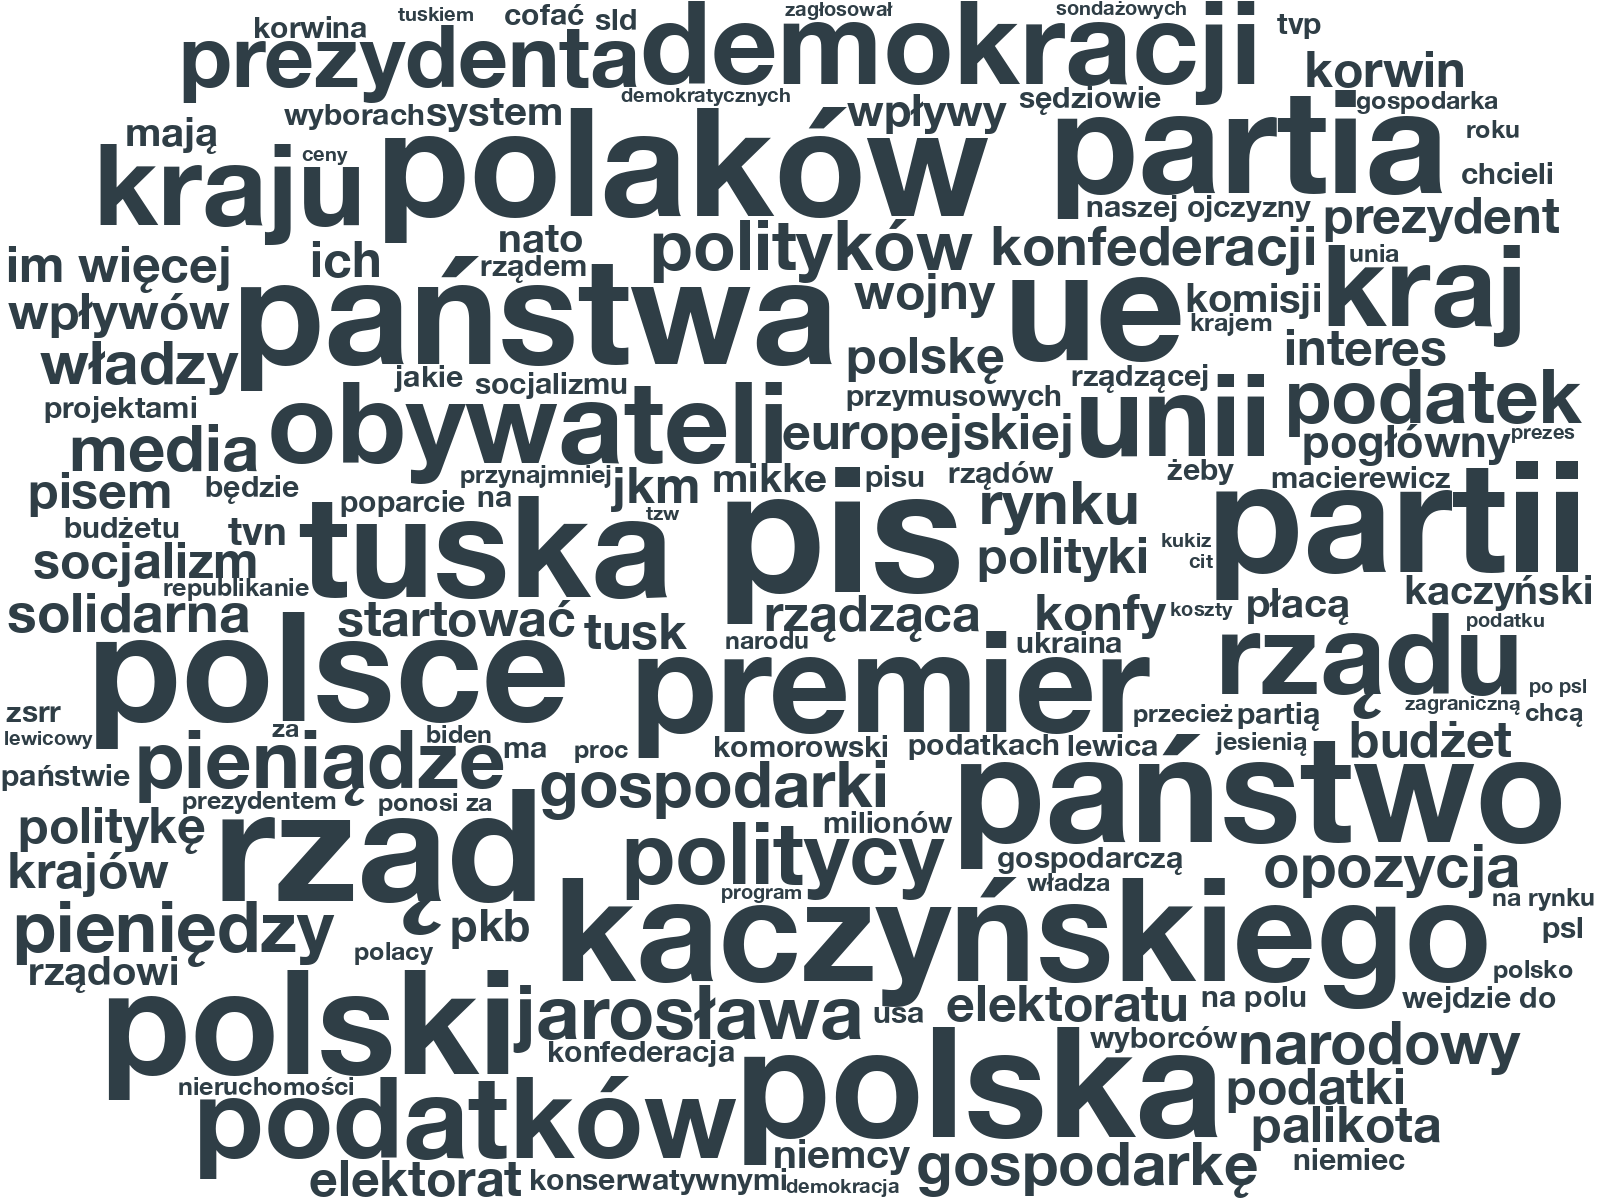 korwina tuskiem cofać sld zagłosował sondażowych tvp
prezydenta demokracji korwin
wyborach system demokratycznych wpływy sędziowie gospodarka
mają kraju ceny polaków partia roku
chcieli
naszej ojczyzny prezydent
im więcej ich nato rządem polityków konfederacji unia
wpływów państwa wojny ue komisji kraj
krajem
władzy jakie socjalizmu polskę rządzącej interes
projektami obywateli przymusowych unii podatek
media europejskiej pogłówny prezes
pisem będzie przynajmniej jkm mikke pisu rządów żeby macierewicz
poparcie na tzw
budżetu tvn tuska pis rynku partii
socjalizm polityki kukiz
cit
republikanie
solidarna startować tusk rządząca konfy koszty płacą kaczyński
polsce narodu premier ukraina rządu podatku
zsrr przecież partią zagraniczną po psl
chcą
lewicowy za biden ma proc komorowski podatkach lewica jesienią budżet
państwie pieniądze gospodarki państwo
prezydentem ponosi za
politykę rząd milionów
krajów politycy gospodarczą opozycja
program władza na rynku
pieniędzy pkb kaczyńskiego psl
rządowi polacy polsko
polski jarosława usa elektoratu na polu wejdzie do
konfederacja wyborców narodowy
nieruchomości polska podatki
podatków palikota
elektorat konserwatywnymi niemcy demokracja gospodarkę niemiec